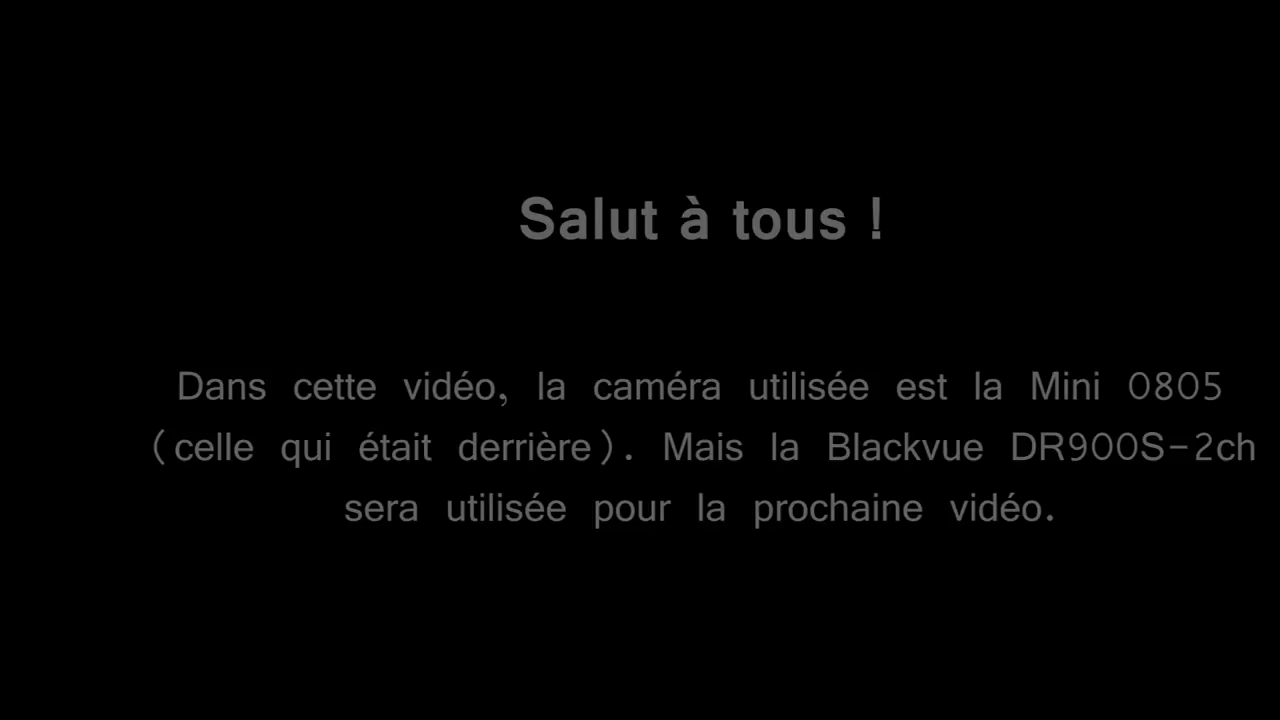 Salut à tous !
Dans cette vidéo, la caméra utilisée est la Mini 0805
(celle qui était derrière). Mais la Blackvue DR900S-2ch
sera utilisée pour la prochaine vidéo.